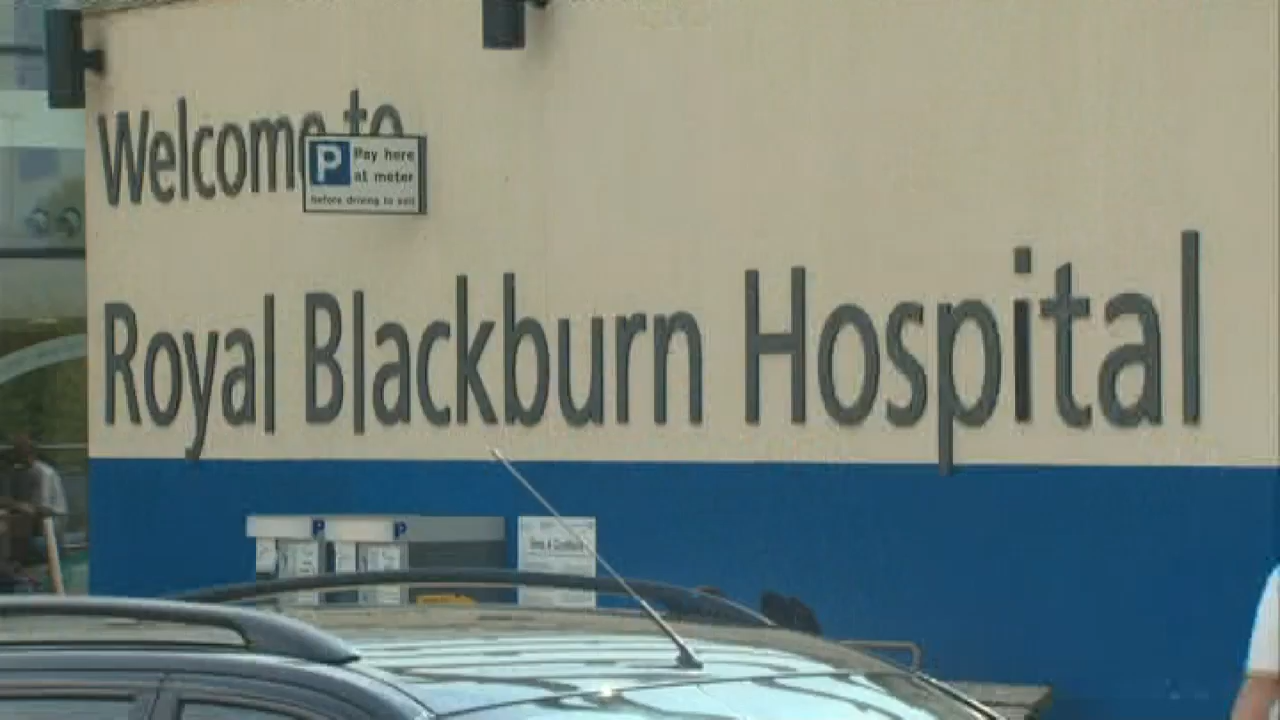 Welcome to
P Pay here
at meter
before driving to exit
Royal Blackburn Hospital
P P